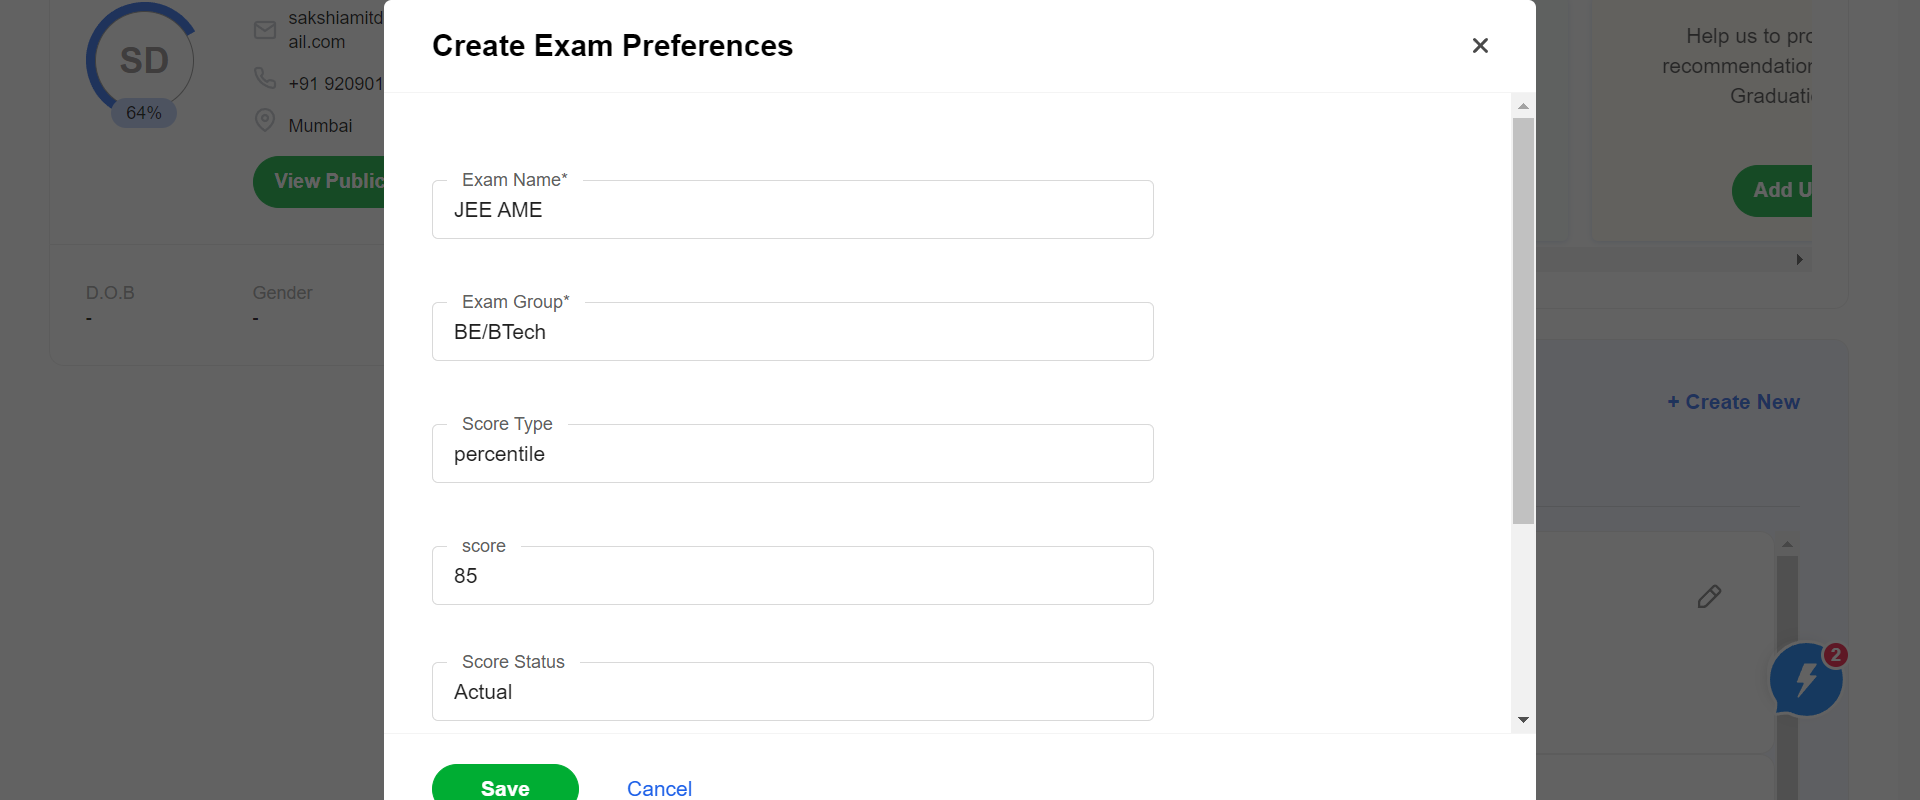 SD
64%
sakshiamitd
ail.com
+91 920901
Mumbai
View Public
D.O.B
-
Gender
-
Create Exam Preferences
Exam Name*
JEE AME
Exam Group*
BE/BTech
Score Type
percentile
score
85
Score Status
Actual
Save
Cancel
Help us to pro
recommendation
Graduati
Add U
+ Create New
2